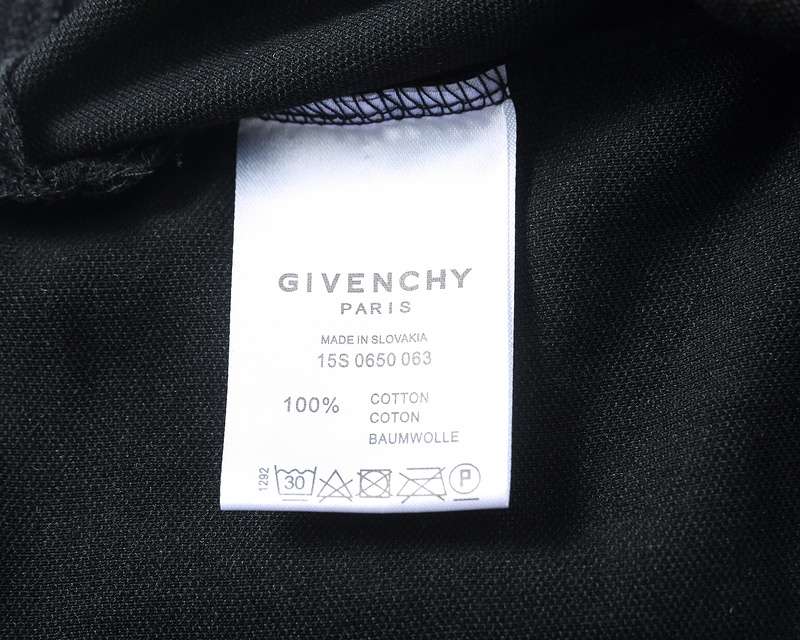 GIVENCHY
PARIS
MADE IN SLOVAKIA
15S 0650 063
100% COTTON
COTON
BAUMWOLLE
1292 30 P